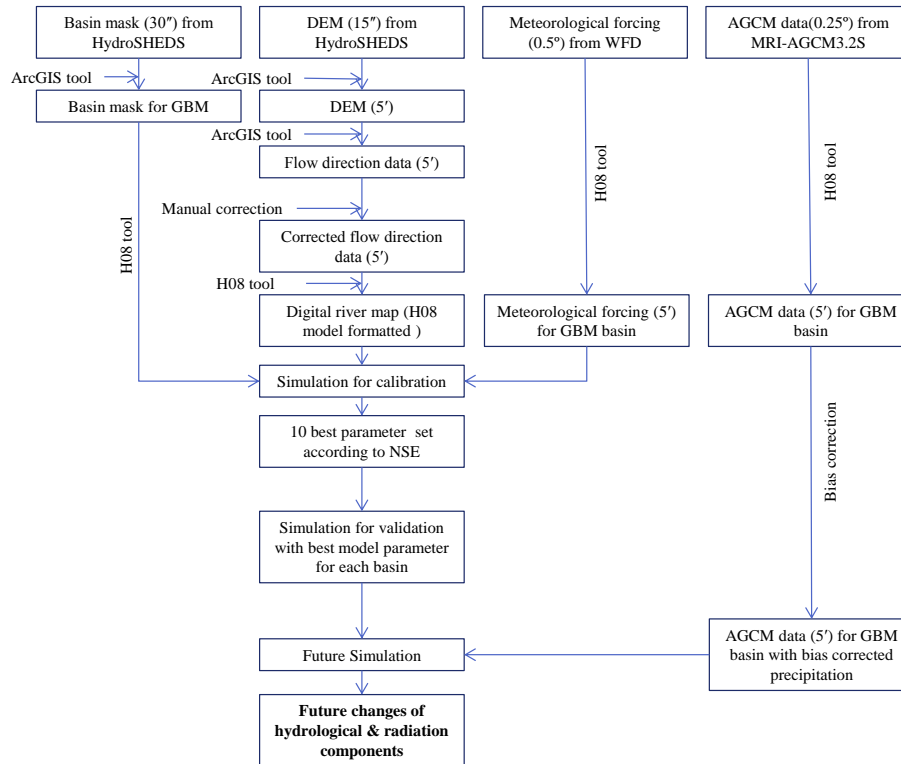 Basin mask (30″) from
HydroSHEDS
DEM (15″) from
HydroSHEDS
Meteorological forcing
(0.5º) from WFD
AGCM data(0.25º) from
MRI-AGCM3.2S
ArcGIS tool
ArcGIS tool
Basin mask for GBM
DEM (5′)
ArcGIS tool
Flow direction data (5′)
H08 tool
H08 tool
Manual correction
H08 tool
Corrected flow direction
data (5′)
H08 tool
Digital river map (H08
model formatted )
Meteorological forcing (5′)
for GBM basin
AGCM data (5′) for GBM
basin
Simulation for calibration
10 best parameter set
according to NSE
Bias correction
Simulation for validation
with best model parameter
for each basin
Future Simulation
AGCM data (5′) for GBM
basin with bias corrected
precipitation
Future changes of
hydrological & radiation
components